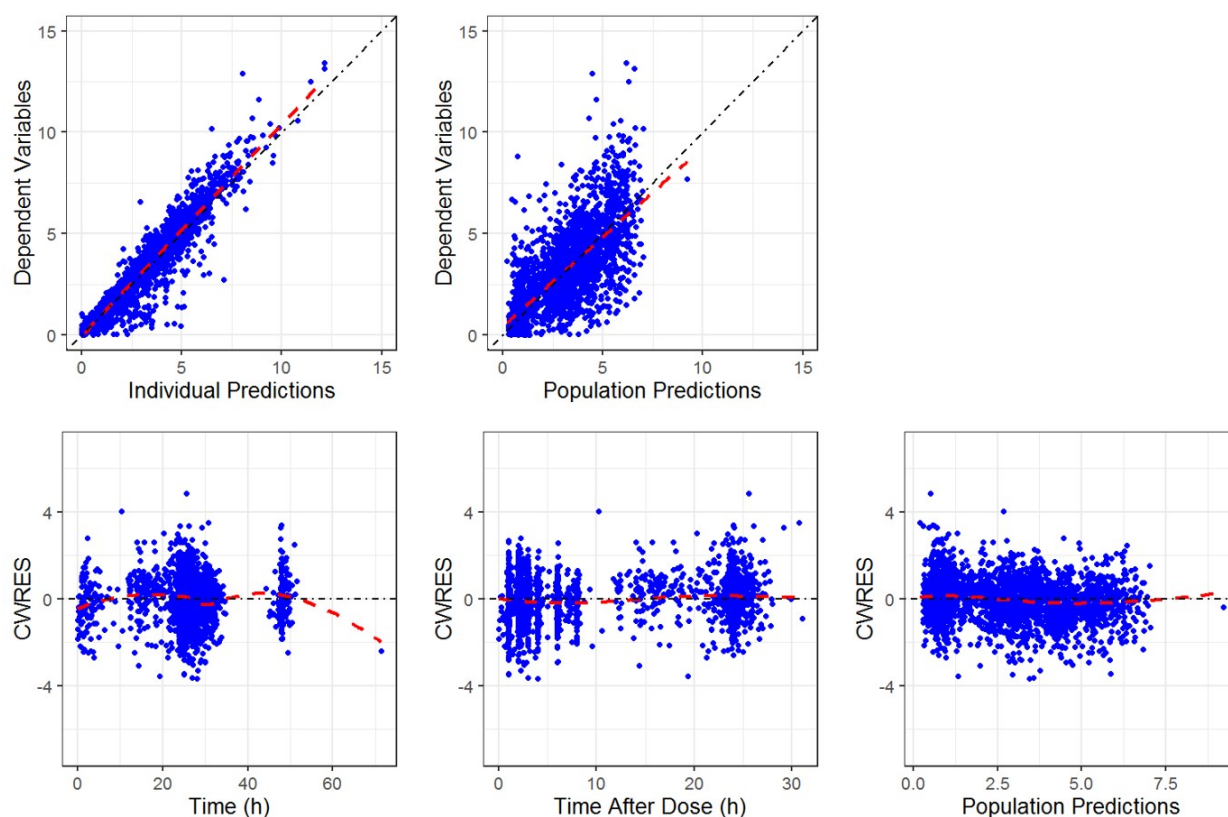 15
10
5
0
Dependent Variables
0 5 10 15
Individual Predictions
15
10
5
0
Dependent Variables
0 5 10 15
Population Predictions
4
0
-4
CWRES
0 20 40 60
Time (h)
4
0
-4
CWRES
0 10 20 30
Time After Dose (h)
4
0
-4
CWRES
0.0 2.5 5.0 7.5
Population Predictions